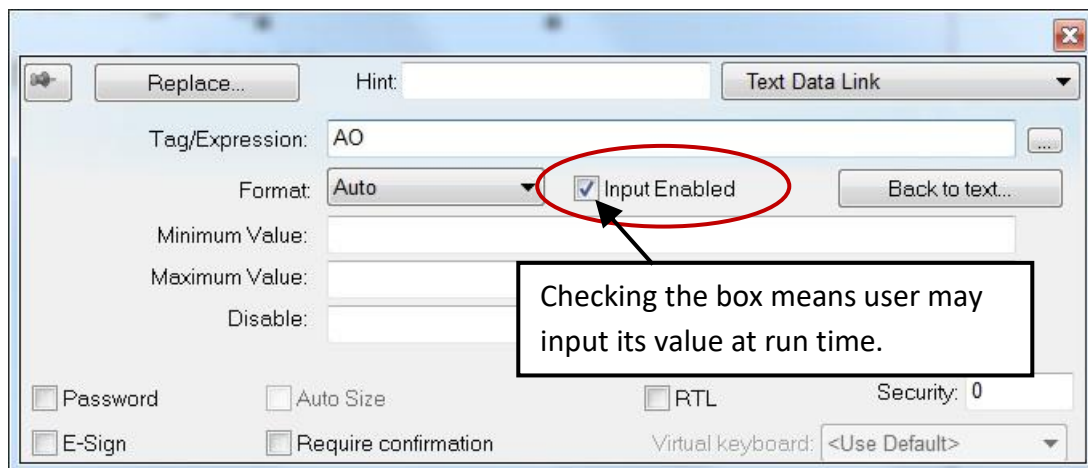 Replace... Hint: Text Data Link
Tag/Expression: AO ...
Format: Auto Input Enabled Back to text...
Minimum Value:
Maximum Value:
Checking the box means user may
input its value at run time.
Disable:
Password Auto Size RTL Security: 0
E-Sign Require confirmation Virtual keyboard: <Use Default>